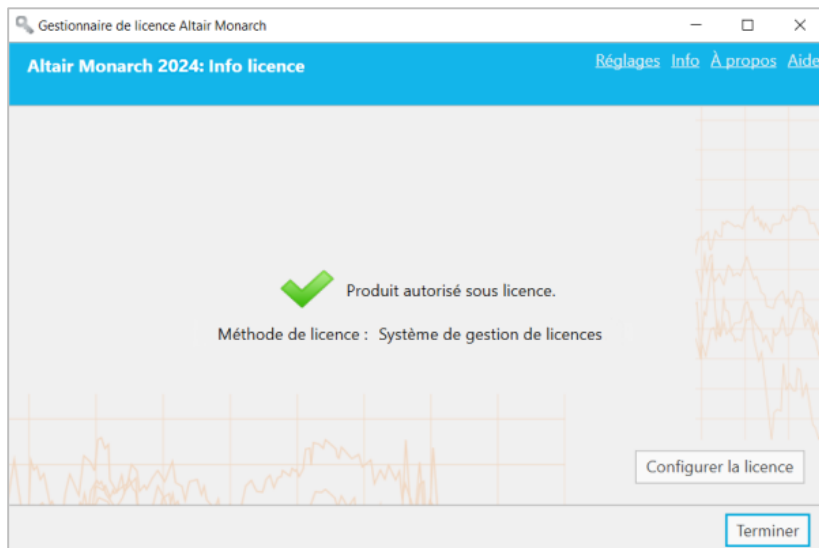 Gestionnaire de licence Altair Monarch
Altair Monarch 2024: Info licence
Réglages Info À propos Aide
Produit autorisé sous licence.
Méthode de licence : Système de gestion de licences
Configurer la licence
Terminer